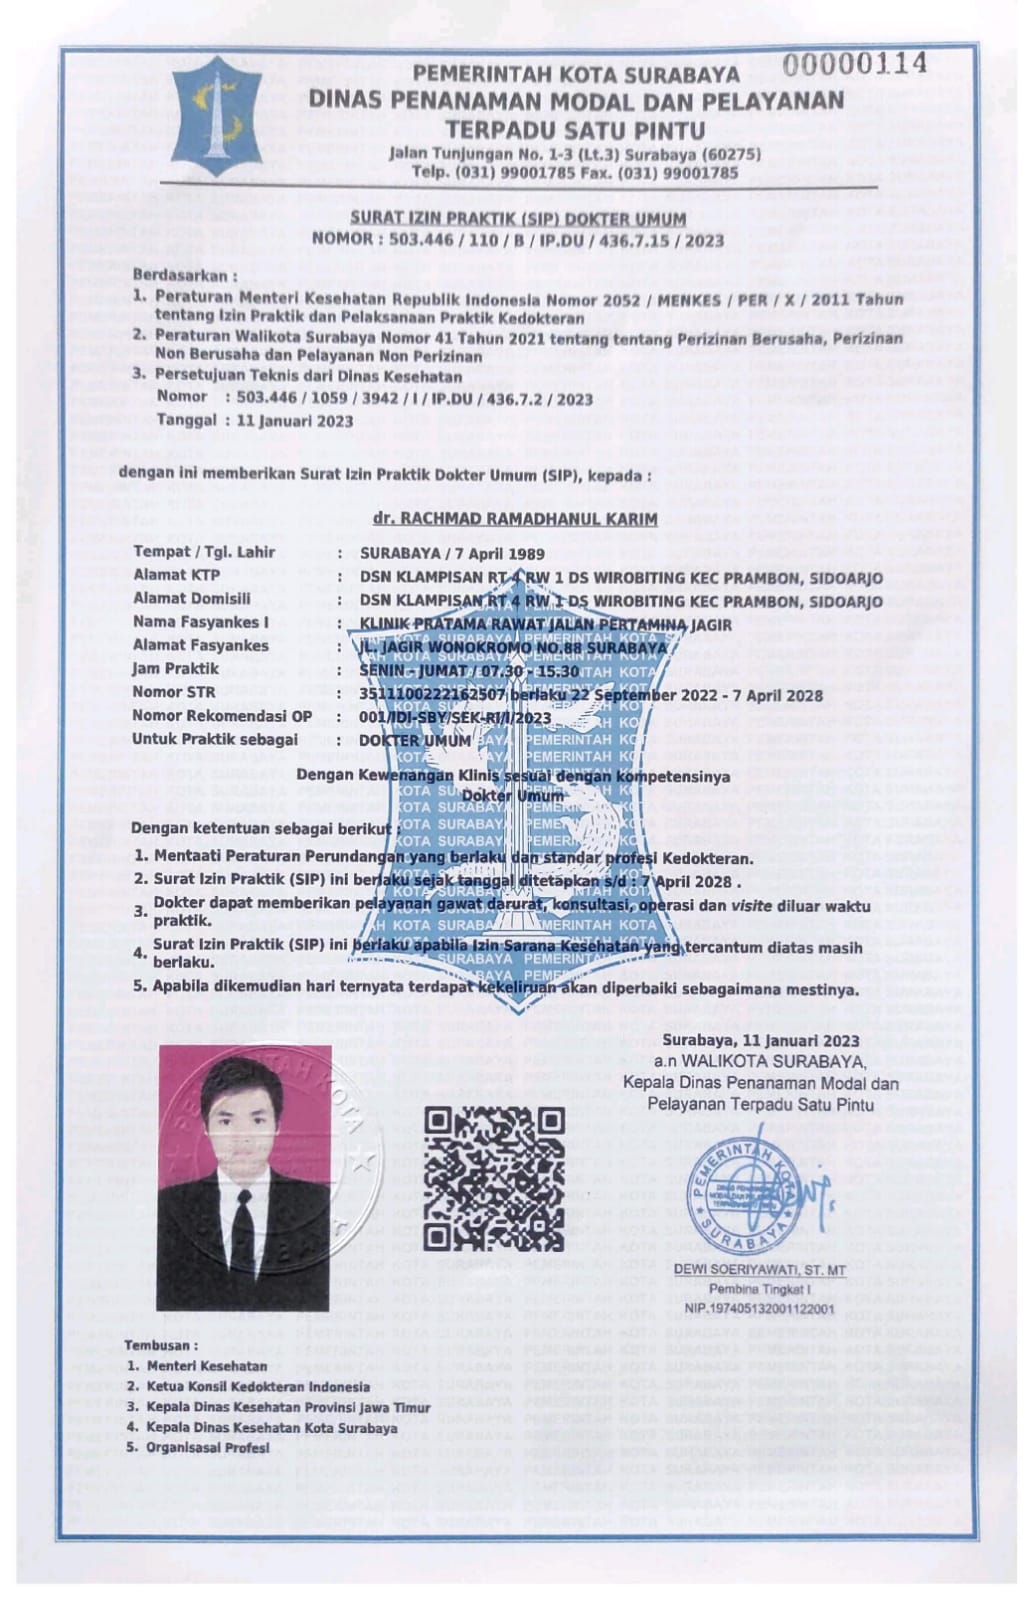 00000114
PEMERINTAH KOTA SURABAYA
DINAS PENANAMAN MODAL DAN PELAYANAN
TERPADU SATU PINTU
Jalan Tunjungan No. 1-3 (Lt.3) Surabaya (60275)
Telp. (031) 99001785 Fax. (031) 99001785
SURAT IZIN PRAKTIK (SIP) DOKTER UMUM
NOMOR : 503.446 / 110 / B / IP.DU / 436.7.15 / 2023
Berdasarkan :
1. Peraturan Menteri Kesehatan Republik Indonesia Nomor 2052 / MENKES / PER / X / 2011 Tahun
tentang Izin Praktik dan Pelaksanaan Praktik Kedokteran
2. Peraturan Walikota Surabaya Nomor 41 Tahun 2021 tentang tentang Perizinan Berusaha, Perizinan
Non Berusaha dan Pelayanan Non Perizinan
3. Persetujuan Teknis dari Dinas Kesehatan
Nomor : 503.446 / 1059 / 3942 / I / IP.DU / 436.7.2 / 2023
Tanggal : 11 Januari 2023
dengan ini memberikan Surat Izin Praktik Dokter Umum (SIP), kepada :
dr. RACHMAD RAMADHANUL KARIM
Tempat / Tgl. Lahir : SURABAYA / 7 April 1989
Alamat KTP : DSN KLAMPISAN RT 4 RW 1 DS WIROBITING KEC PRAMBON, SIDOARJO
Alamat Domisili : DSN KLAMPISAN RT 4 RW 1 DS WIROBITING KEC PRAMBON, SIDOARJO
Nama Fasyankes I : KLINIK PRATAMA RAWAT JALAN PERTAMINA JAGIR
Alamat Fasyankes : JL. JAGIR WONOKROMO NO.88 SURABAYA
Jam Praktik : SENIN - JUMAT / 07.30 - 15.30
Nomor STR : 3511100222162507 berlaku 22 September 2022 - 7 April 2028
Nomor Rekomendasi OP : 001/IDI-SBY/SEK-RI/I/2023
Untuk Praktik sebagai : DOKTER UMUM
Dengan Kewenangan Klinis sesuai dengan kompetensinya
Dokter Umum
Dengan ketentuan sebagai berikut :
1. Mentaati Peraturan Perundangan yang berlaku dan standar profesi Kedokteran.
2. Surat Izin Praktik (SIP) ini berlaku sejak tanggal ditetapkan s/d : 7 April 2028 .
3. Dokter dapat memberikan pelayanan gawat darurat, konsultasi, operasi dan visite diluar waktu
praktik.
4. Surat Izin Praktik (SIP) ini berlaku apabila Izin Sarana Kesehatan yang tercantum diatas masih
berlaku.
5. Apabila dikemudian hari ternyata terdapat kekeliruan akan diperbaiki sebagaimana mestinya.
Surabaya, 11 Januari 2023
a.n WALIKOTA SURABAYA,
Kepala Dinas Penanaman Modal dan
Pelayanan Terpadu Satu Pintu
PEMERINTAH KOTA
SURABAYA
DEWI SOERIYAWATI, ST. MT
Pembina Tingkat I
NIP.197405132001122001
Tembusan :
1. Menteri Kesehatan
2. Ketua Konsil Kedokteran Indonesia
3. Kepala Dinas Kesehatan Provinsi Jawa Timur
4. Kepala Dinas Kesehatan Kota Surabaya
5. Organisasal Profesi